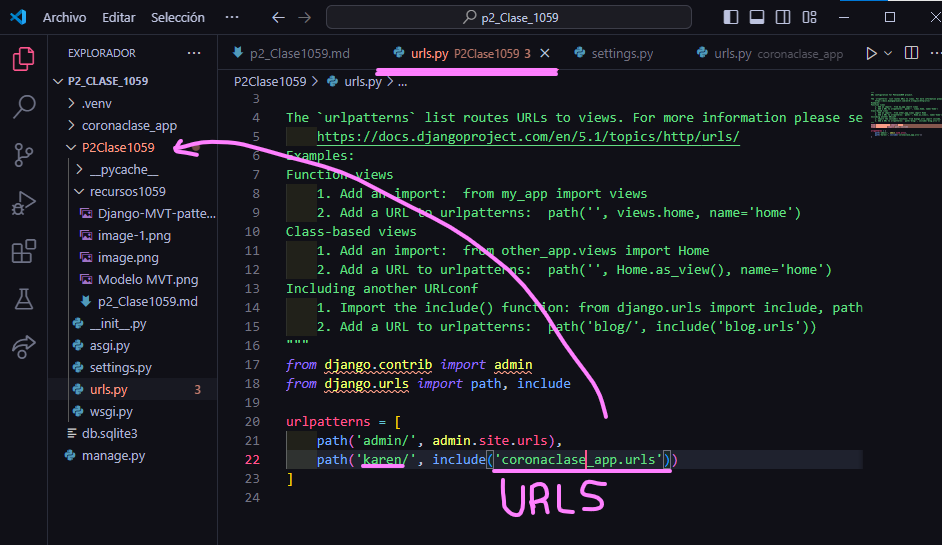 Archivo Editar Selección ··· p2_Clase_1059
EXPLORADOR ···
P2_CLASE_1059
.venv
coronaclase_app
P2Clase1059
__pycache__
recursos1059
Django-MVT-patte...
image-1.png
image.png
Modelo MVT.png
p2_Clase1059.md
__init__.py
asgi.py
settings.py
urls.py 3
wsgi.py
db.sqlite3
manage.py
p2_Clase1059.md urls.py P2Clase1059 3 settings.py urls.py coronaclase_app
P2Clase1059 > urls.py > ...
3
4 The `urlpatterns` list routes URLs to views. For more information please se
5 https://docs.djangoproject.com/en/5.1/topics/http/urls/
6 Examples:
7 Function views
8 1. Add an import:  from my_app import views
9 2. Add a URL to urlpatterns:  path('', views.home, name='home')
10 Class-based views
11 1. Add an import:  from other_app.views import Home
12 2. Add a URL to urlpatterns:  path('', Home.as_view(), name='home')
13 Including another URLconf
14 1. Import the include() function: from django.urls import include, path
15 2. Add a URL to urlpatterns:  path('blog/', include('blog.urls'))
16 """
17 from django.contrib import admin
18 from django.urls import path, include
19
20 urlpatterns = [
21 path('admin/', admin.site.urls),
22 path('karen/', include('coronaclase_app.urls'))
23 ]
24
URLS